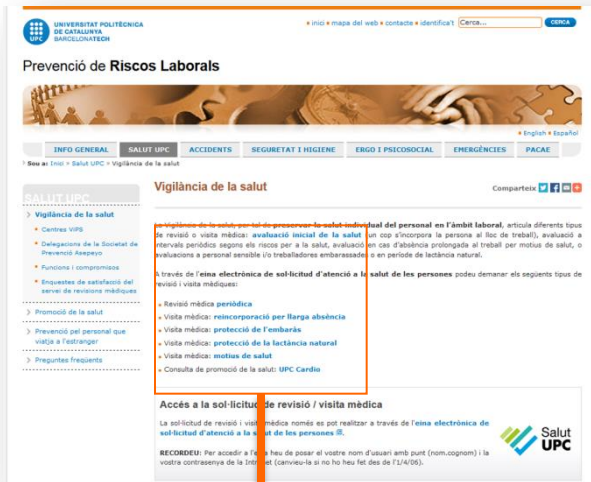 UNIVERSITAT POLITÈCNICA
DE CATALUNYA
BARCELONATECH
UPC
inici mapa del web contacte identifica't Cerca... CERCA
Prevenció de Riscos Laborals
English Español
INFO GENERAL SALUT UPC ACCIDENTS SEGURETAT I HIGIENE ERGO I PSICOSOCIAL EMERGÈNCIES PACAE
Sou a: Inici > Salut UPC > Vigilància de la salut
SALUT UPC
Vigilància de la salut
Centres ViPS
Delegacions de la Societat de
Prevenció Asepeyo
Funcions i compromisos
Enquestes de satisfacció del
servei de revisions mèdiques
Promoció de la salut
Prevenció pel personal que
viatja a l'estranger
Preguntes freqüents
Vigilància de la salut
Comparteix
La Vigilància de la salut, per tal de preservar la salut individual del personal en l'àmbit laboral, articula diferents tipus
de revisió o visita mèdica: avaluació inicial de la salut (un cop s'incorpora la persona al lloc de treball), avaluació a
intervals periòdics segons els riscos per a la salut, avaluació en cas d'absència prolongada al treball per motius de salut, o
avaluacions a personal sensible i/o treballadores embarassades o en període de lactància natural.
A través de l'eina electrònica de sol·licitud d'atenció a la salut de les persones podeu demanar els següents tipus de
revisió i visita mèdiques:
Revisió mèdica periòdica
Visita mèdica: reincorporació per llarga absència
Visita mèdica: protecció de l'embaràs
Visita mèdica: protecció de la lactància natural
Visita mèdica: motius de salut
Consulta de promoció de la salut: UPC Cardio
Accés a la sol·licitud de revisió / visita mèdica
La sol·licitud de revisió i visita mèdica només es pot realitzar a través de l'eina electrònica de
sol·licitud d'atenció a la salut de les persones.
RECORDEU: Per accedir a l'eina heu de posar el vostre nom d'usuari amb punt (nom.cognom) i la
vostra contrasenya de la Intranet (canvieu-la si no ho heu fet des de l'1/4/06).
Salut
UPC